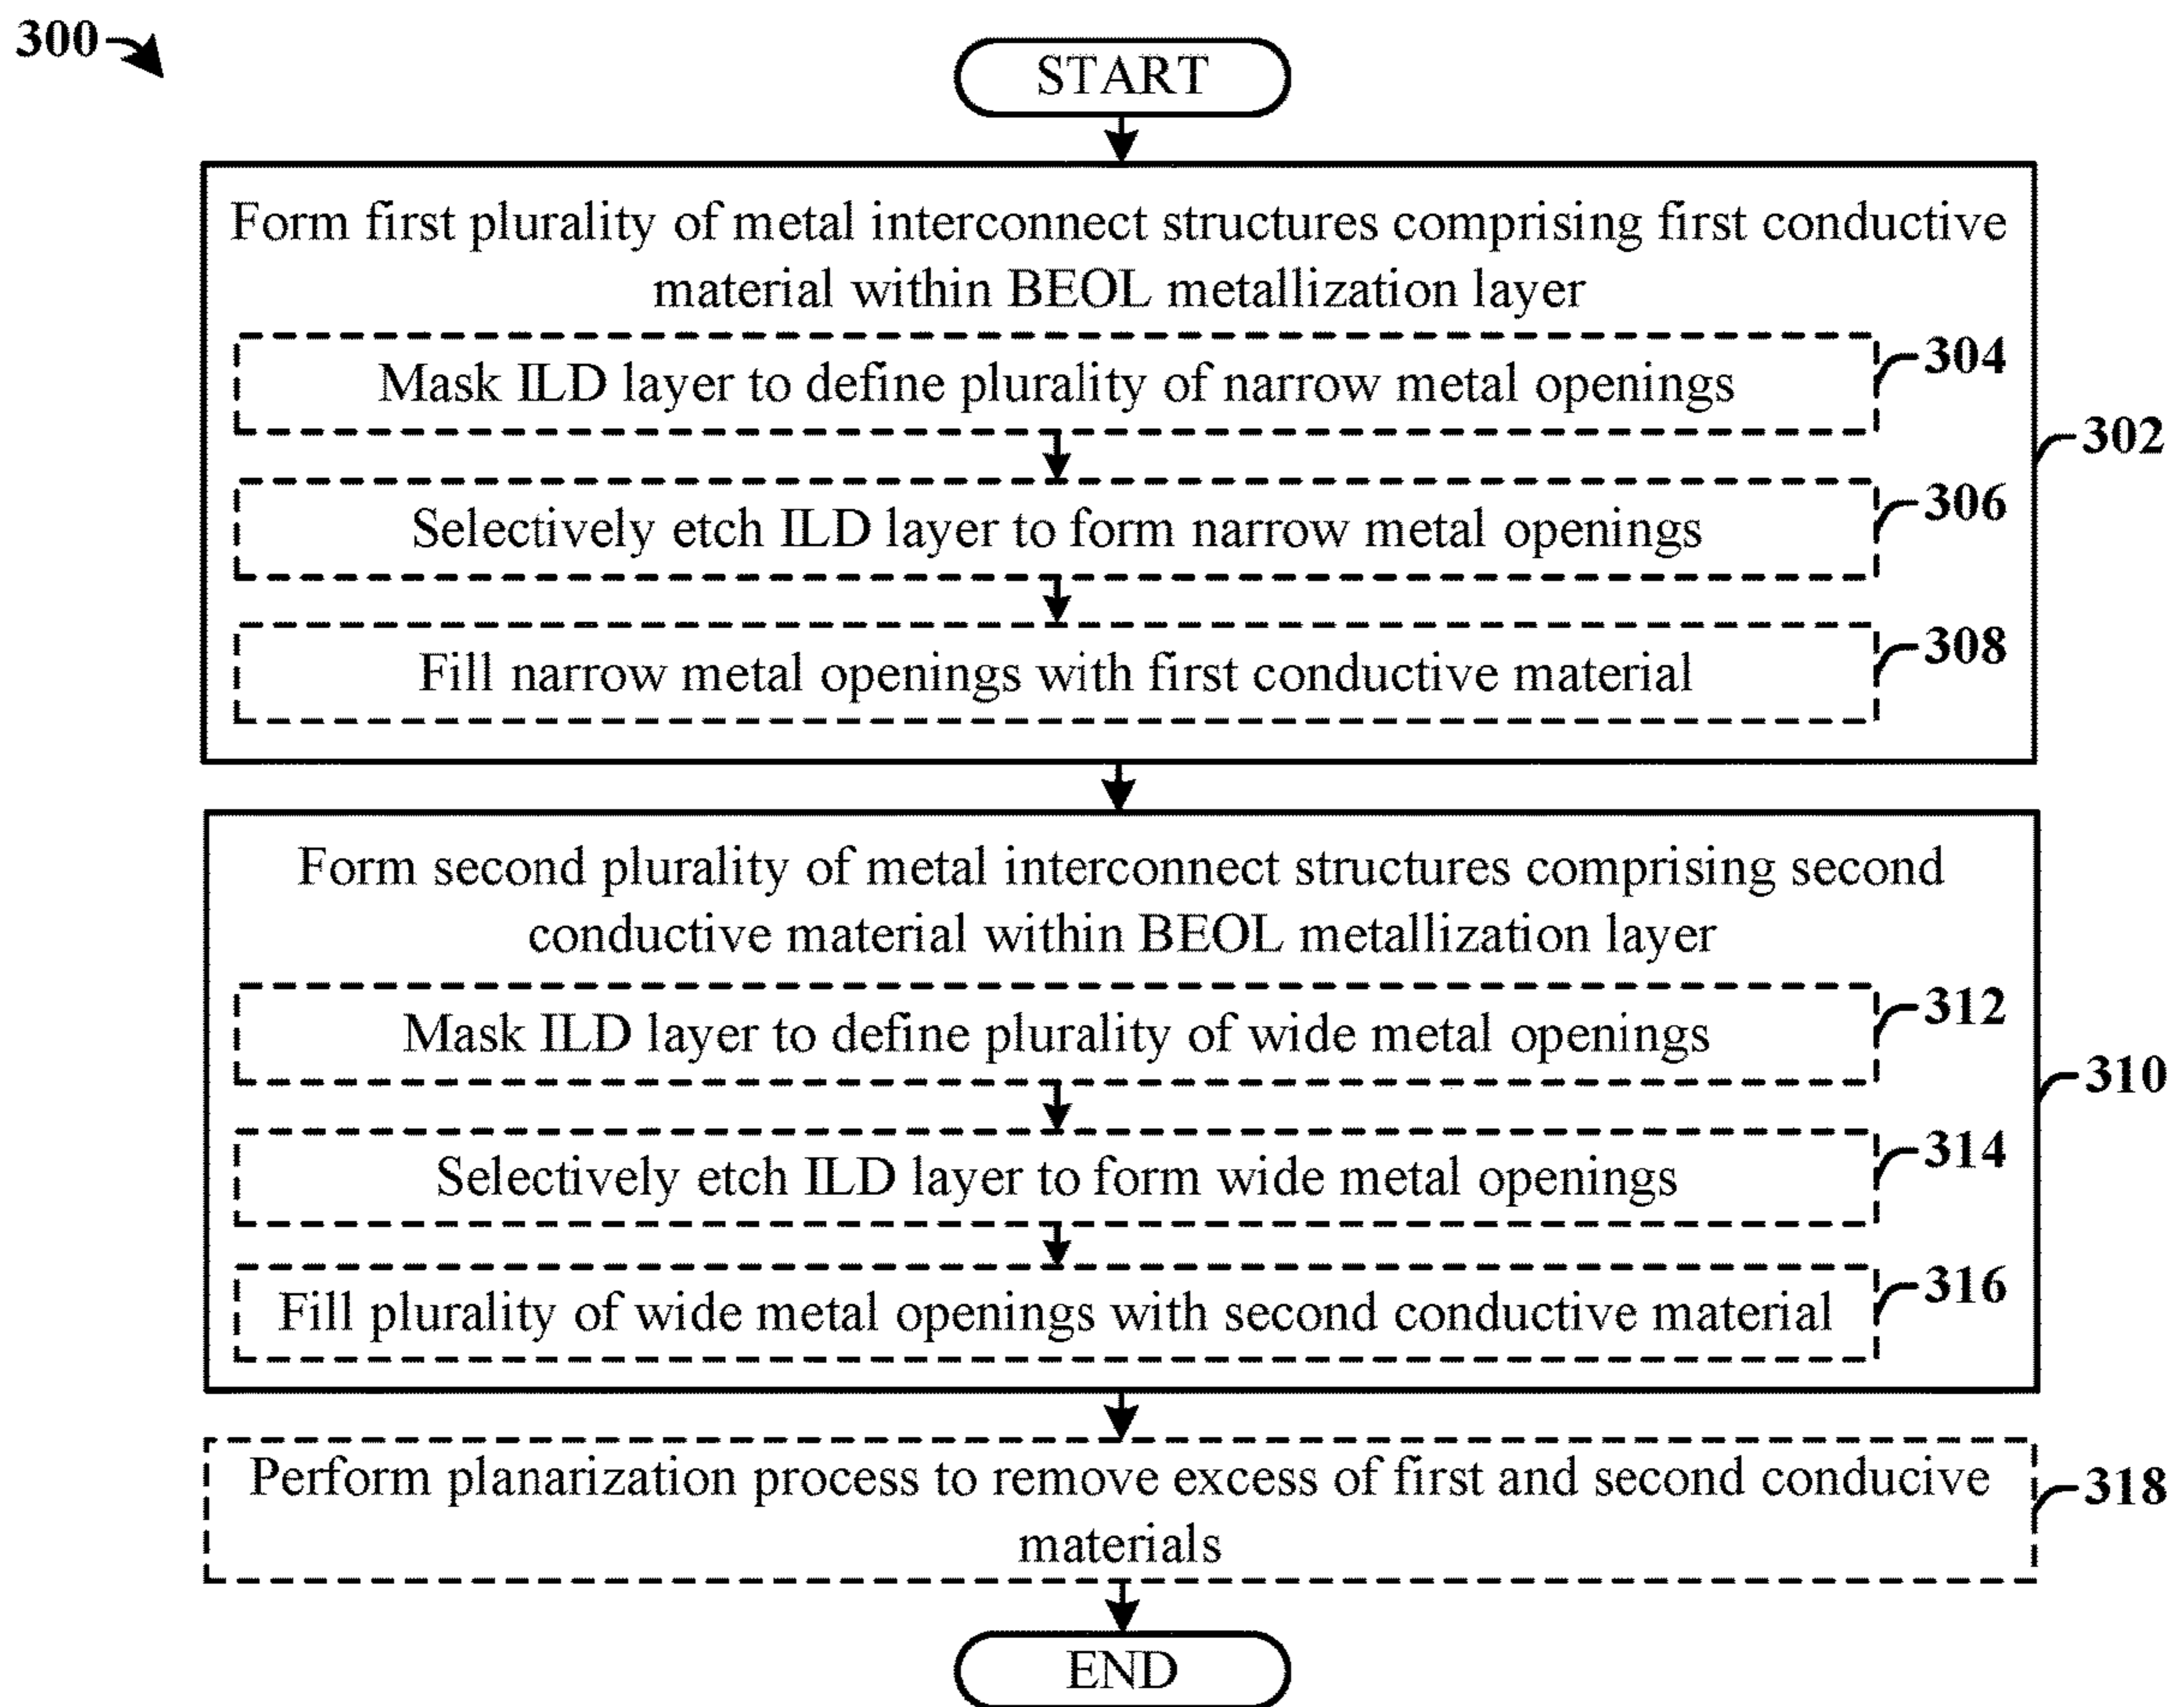 300
START
Form first plurality of metal interconnect structures comprising first conductive
material within BEOL metallization layer
Mask ILD layer to define plurality of narrow metal openings
304
302
Selectively etch ILD layer to form narrow metal openings
306
Fill narrow metal openings with first conductive material
308
Form second plurality of metal interconnect structures comprising second
conductive material within BEOL metallization layer
Mask ILD layer to define plurality of wide metal openings
312
310
Selectively etch ILD layer to form wide metal openings
314
Fill plurality of wide metal openings with second conductive material
316
Perform planarization process to remove excess of first and second conducive
materials
318
END